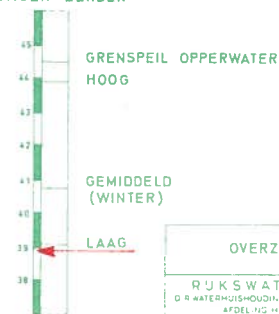 45
GRENSPEIL OPPERWATER
44
HOOG
43
42
41
GEMIDDELD
(WINTER)
40
LAAG
39
38
OVERZ
RIJKSWAT